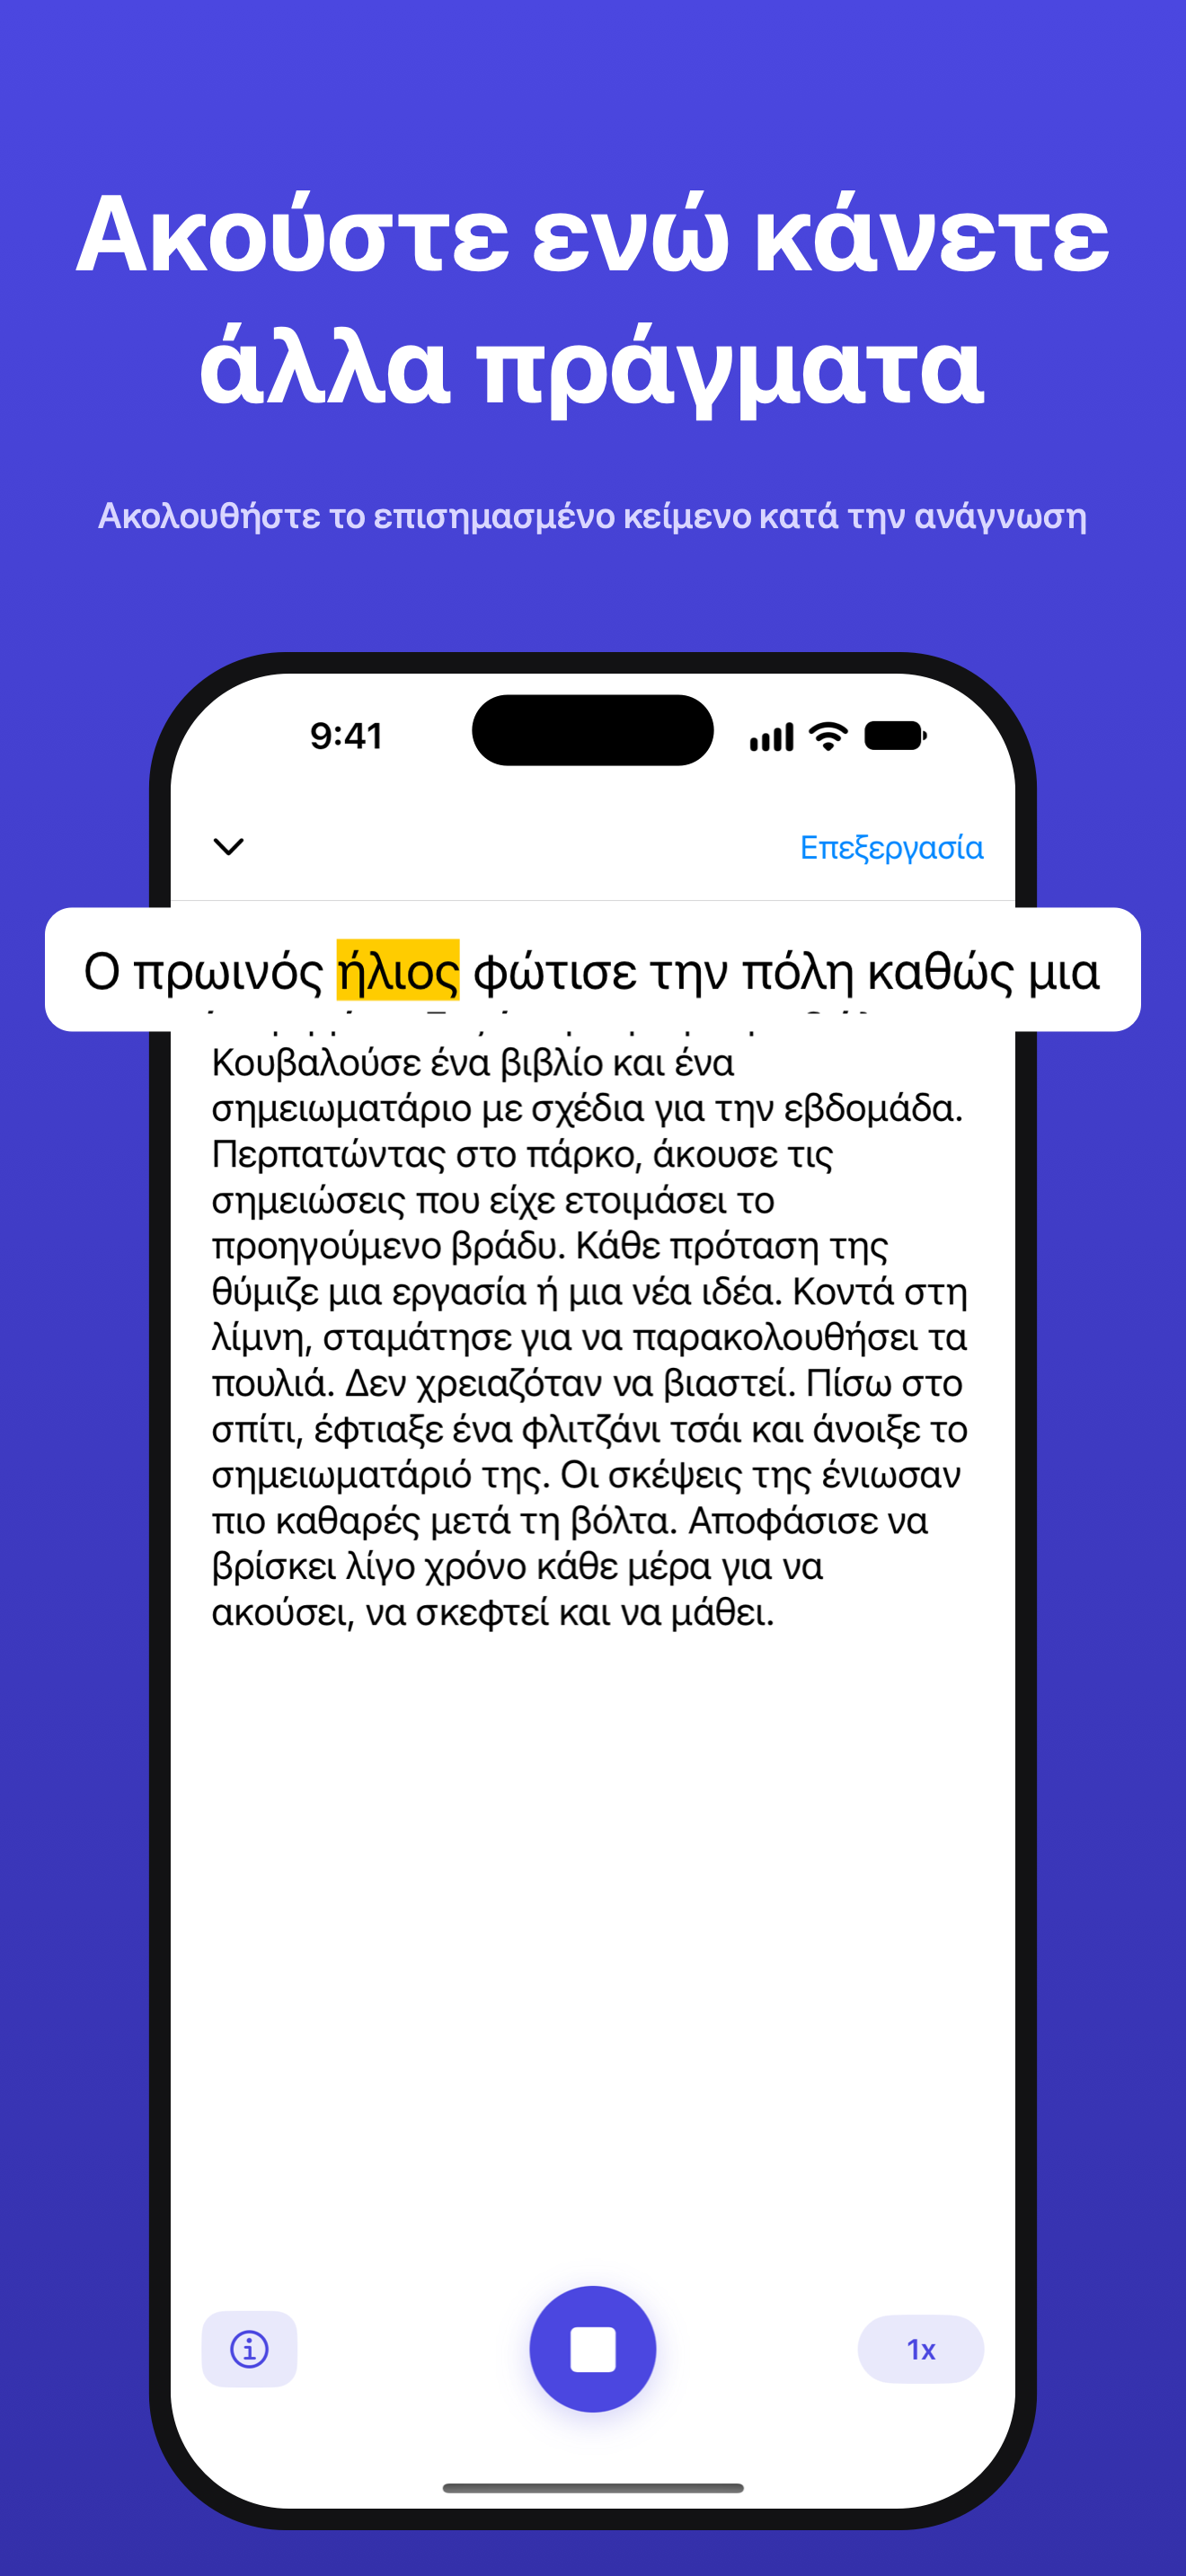 Ακούστε ενώ κάνετε
άλλα πράγματα
Ακολουθήστε το επισημασμένο κείμενο κατά την ανάγνωση
9:41
Επεξεργασία
Ο πρωινός ήλιος φώτισε την πόλη καθώς μια
Κουβαλούσε ένα βιβλίο και ένα
σημειωματάριο με σχέδια για την εβδομάδα.
Περπατώντας στο πάρκο, άκουσε τις
σημειώσεις που είχε ετοιμάσει το
προηγούμενο βράδυ. Κάθε πρόταση της
θύμιζε μια εργασία ή μια νέα ιδέα. Κοντά στη
λίμνη, σταμάτησε για να παρακολουθήσει τα
πουλιά. Δεν χρειαζόταν να βιαστεί. Πίσω στο
σπίτι, έφτιαξε ένα φλιτζάνι τσάι και άνοιξε το
σημειωματάριό της. Οι σκέψεις της ένιωσαν
πιο καθαρές μετά τη βόλτα. Αποφάσισε να
βρίσκει λίγο χρόνο κάθε μέρα για να
ακούσει, να σκεφτεί και να μάθει.
1x